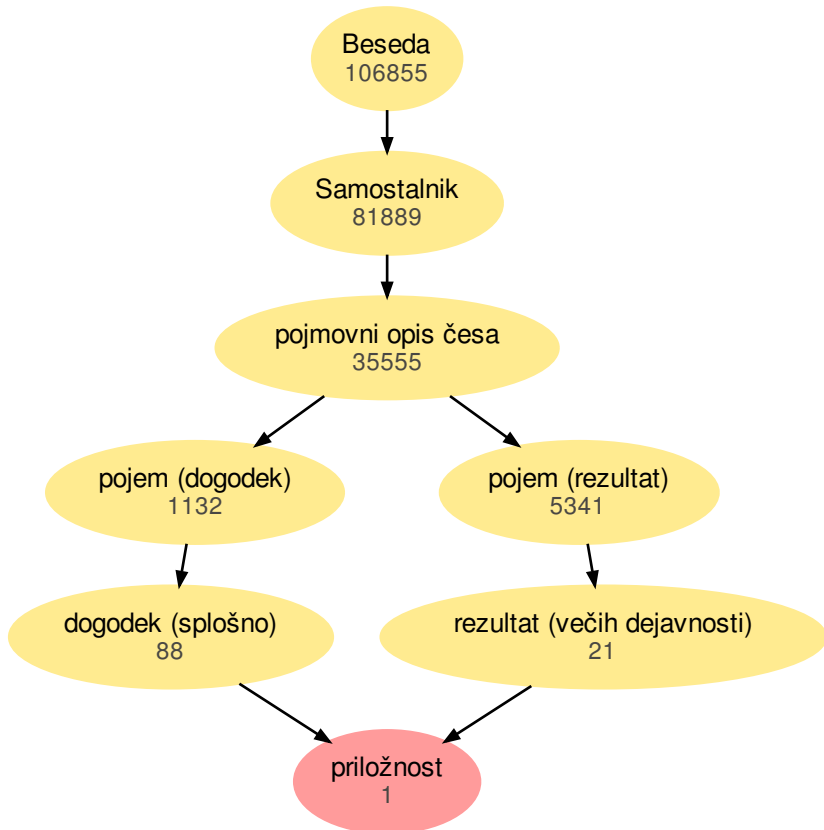 Beseda
106855
Samostalnik
81889
pojmovni opis česa
35555
pojem (dogodek)
1132
pojem (rezultat)
5341
dogodek (splošno)
88
rezultat (večih dejavnosti)
21
priložnost
1